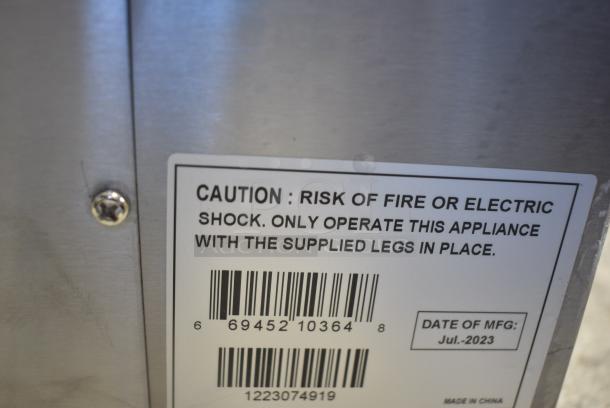 CAUTION : RISK OF FIRE OR ELECTRIC
SHOCK. ONLY OPERATE THIS APPLIANCE
WITH THE SUPPLIED LEGS IN PLACE.
6 69452 10364 8
DATE OF MFG:
Jul.-2023
1223074919
MADE IN CHINA